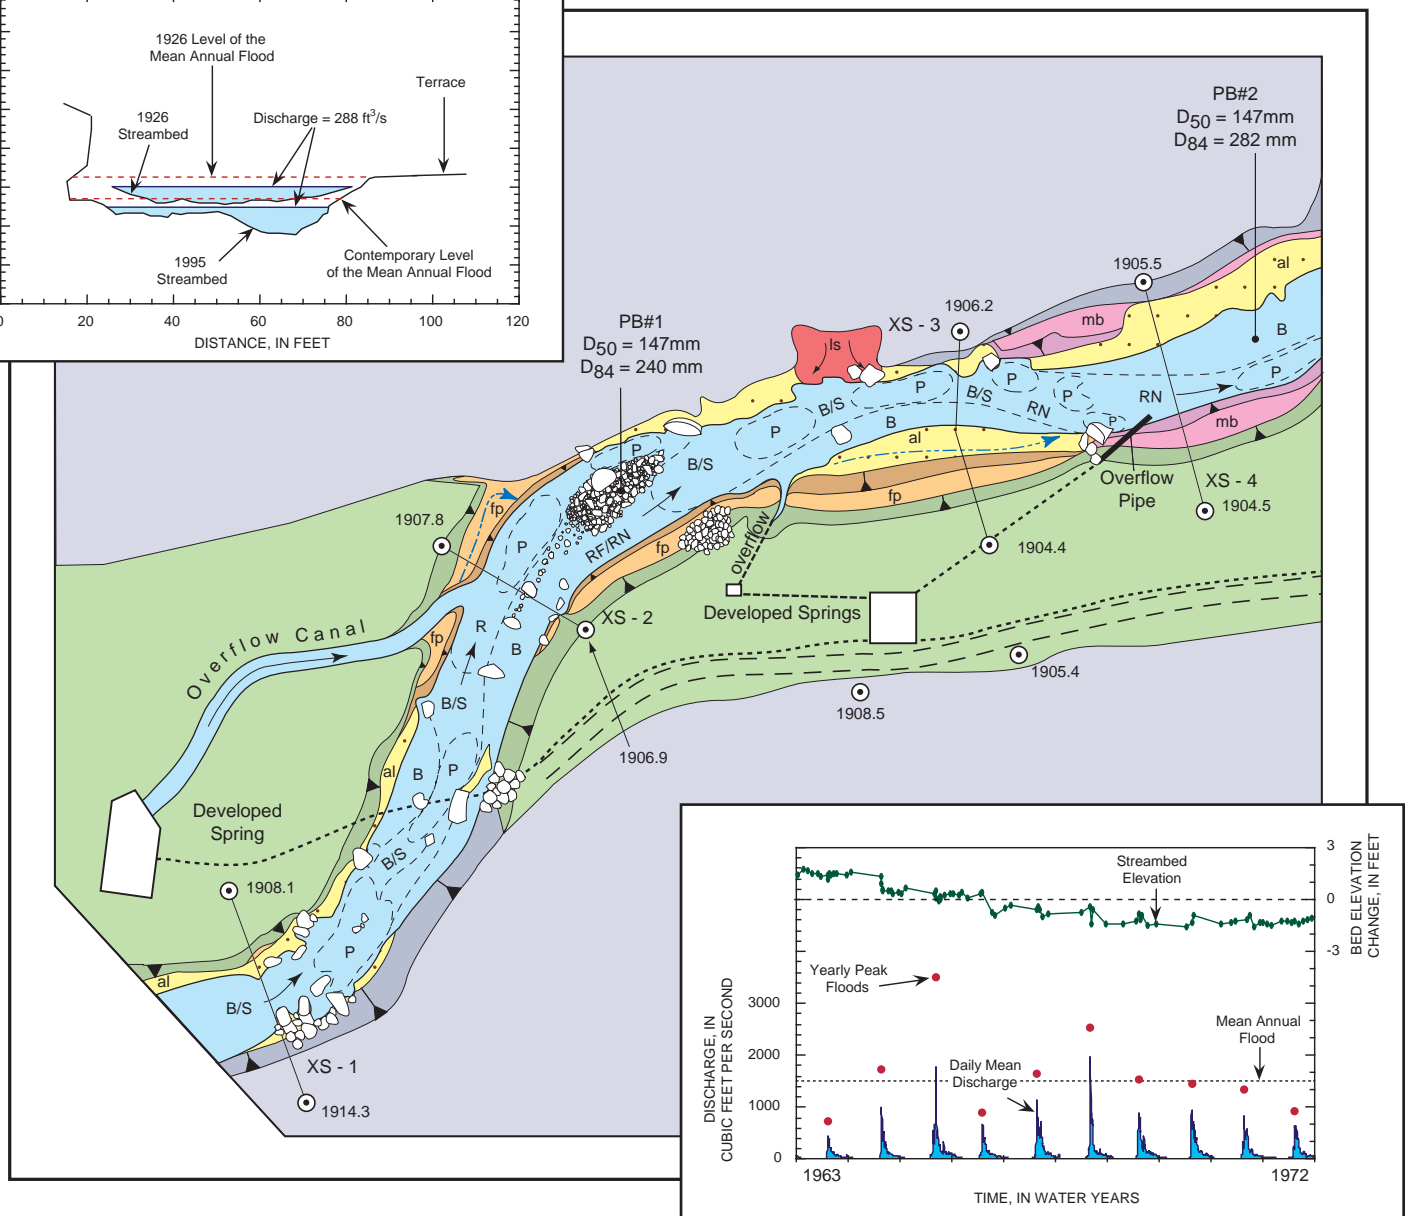 1926 Level of the
Mean Annual Flood
Terrace
1926
Streambed
Discharge = 288 ft³/s
1995
Streambed
Contemporary Level
of the Mean Annual Flood
0 20 40 60 80 100 120
DISTANCE, IN FEET
PB#2
D50 = 147mm
D84 = 282 mm
PB#1
D50 = 147mm
D84 = 240 mm
1905.5
1906.2
XS - 3
al
mb
ls
B
P
P
P
P
B/S
B/S
RN
RN
P
mb
P
B
al
P
B/S
Overflow
Pipe
XS - 4
1904.5
fp
fp
1907.8
P
RF/RN
fp
overflow
1904.4
Developed Springs
Overflow Canal
fp
R
B
XS - 2
1905.4
1908.5
B/S
1906.9
al
B
P
Developed
Spring
B/S
1908.1
P
al
B/S
XS - 1
1914.3
Streambed
Elevation
3
0
-3
BED ELEVATION
CHANGE, IN FEET
Yearly Peak
Floods
Mean Annual
Flood
Daily Mean
Discharge
3000
2000
1000
0
DISCHARGE, IN
CUBIC FEET PER SECOND
1963
1972
TIME, IN WATER YEARS